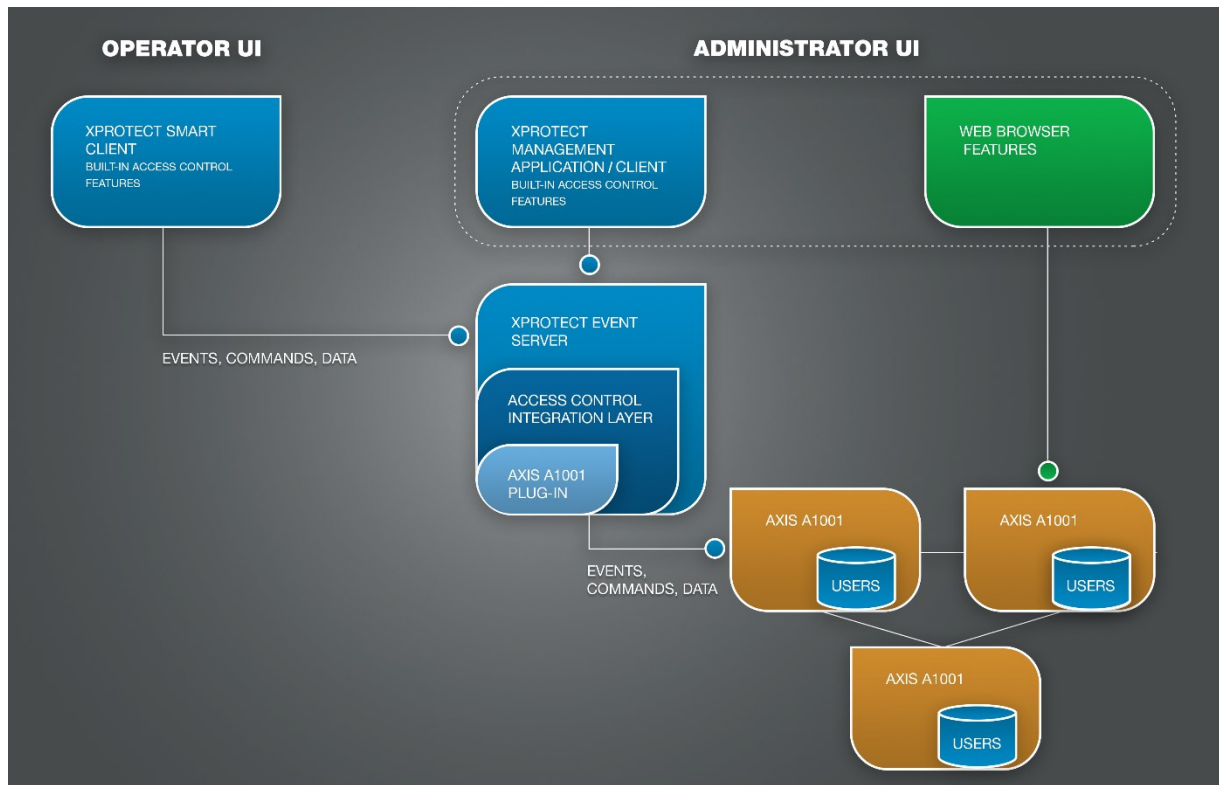 OPERATOR UI
ADMINISTRATOR UI
XPROTECT SMART
CLIENT
BUILT-IN ACCESS CONTROL
FEATURES
XPROTECT
MANAGEMENT
APPLICATION / CLIENT
BUILT-IN ACCESS CONTROL
FEATURES
WEB BROWSER
FEATURES
XPROTECT EVENT
SERVER
EVENTS, COMMANDS, DATA
ACCESS CONTROL
INTEGRATION LAYER
AXIS A1001
PLUG-IN
EVENTS,
COMMANDS, DATA
AXIS A1001
USERS
AXIS A1001
USERS
AXIS A1001
USERS